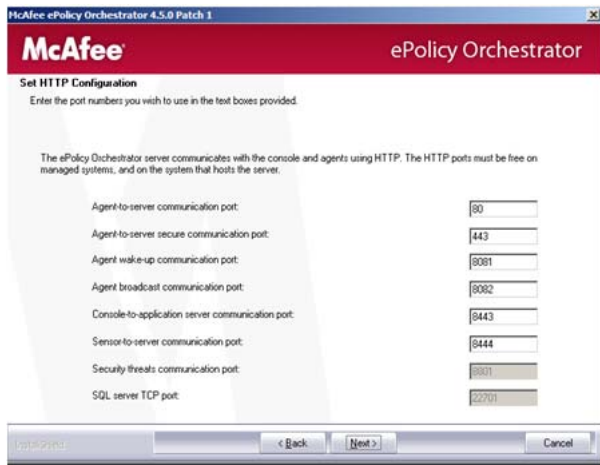 McAfee ePolicy Orchestrator 4.5.0 Patch 1
McAfee
ePolicy Orchestrator
Set HTTP Configuration
Enter the port numbers you wish to use in the text boxes provided.
The ePolicy Orchestrator server communicates with the console and agents using HTTP. The HTTP ports must be free on
managed systems, and on the system that hosts the server.
Agent-to-server communication port: 80
Agent-to-server secure communication port: 443
Agent wake-up communication port: 8081
Agent broadcast communication port: 8082
Console-to-application server communication port: 8443
Sensor-to-server communication port: 8444
Security threats communication port: 8801
SQL server TCP port: 22701
InstallShield
< Back Next > Cancel